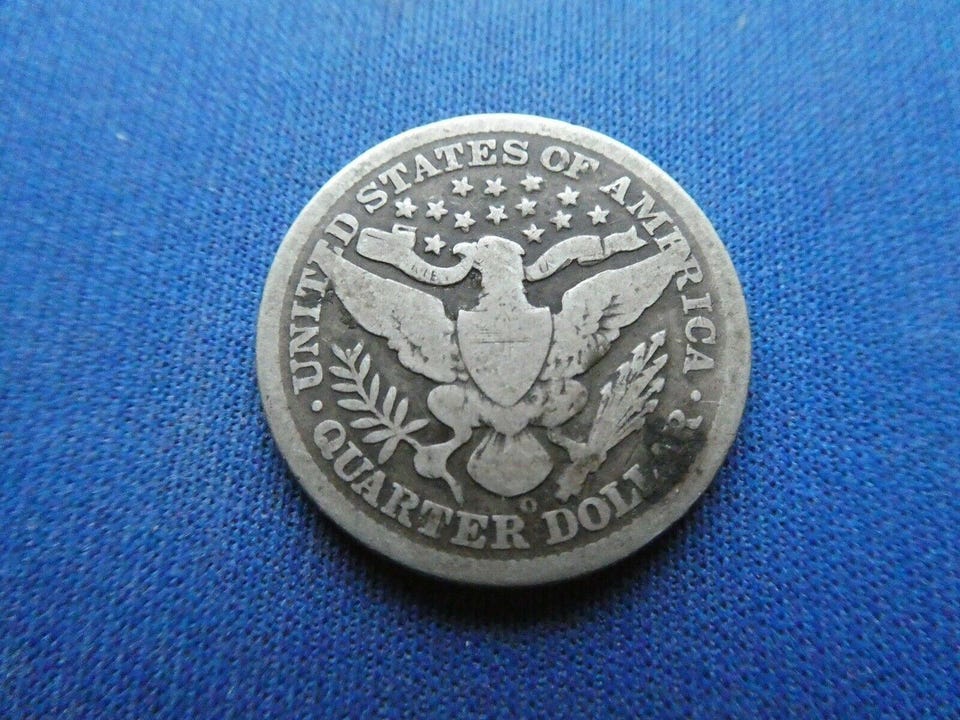 UNITED STATES OF AMERICA
O
QUARTER DOLLAR